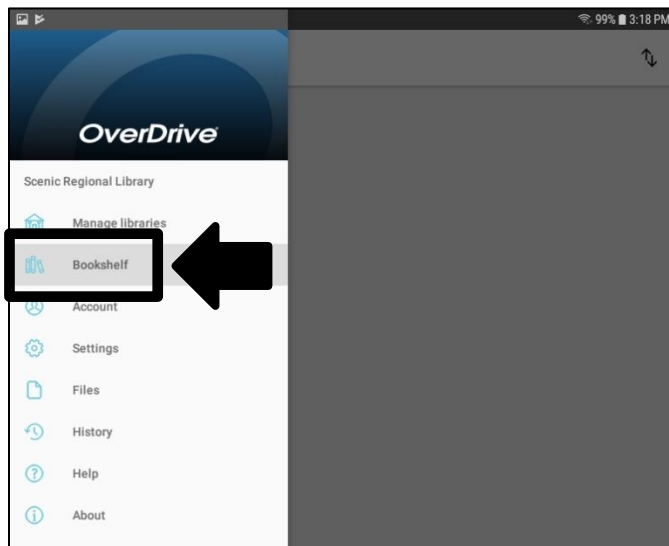 99% 3:18 PM
OverDrive
Scenic Regional Library
Manage libraries
Bookshelf
Account
Settings
Files
History
Help
About